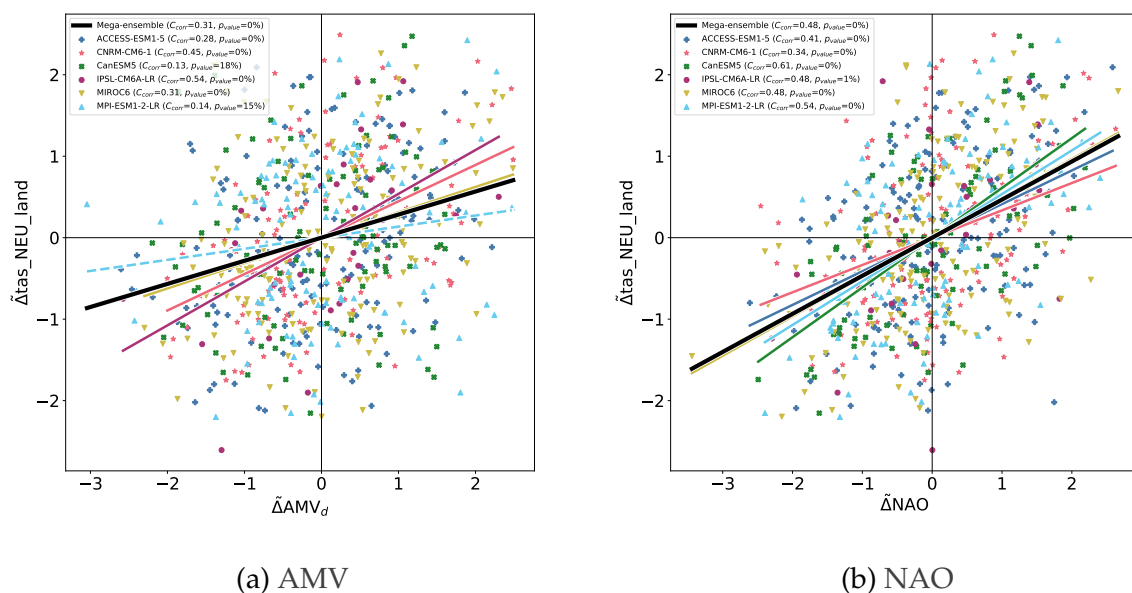 Mega-ensemble (C_corr=0.31, p_value=0%)
ACCESS-ESM1-5 (C_corr=0.28, p_value=0%)
CNRM-CM6-1 (C_corr=0.45, p_value=0%)
CanESM5 (C_corr=0.13, p_value=18%)
IPSL-CM6A-LR (C_corr=0.54, p_value=0%)
MIROC6 (C_corr=0.31, p_value=0%)
MPI-ESM1-2-LR (C_corr=0.14, p_value=15%)
2
1
0
−1
−2
Δ̃tas_NEU_land
−3 −2 −1 0 1 2
Δ̃AMV_d
(a) AMV
Mega-ensemble (C_corr=0.48, p_value=0%)
ACCESS-ESM1-5 (C_corr=0.41, p_value=0%)
CNRM-CM6-1 (C_corr=0.34, p_value=0%)
CanESM5 (C_corr=0.61, p_value=0%)
IPSL-CM6A-LR (C_corr=0.48, p_value=1%)
MIROC6 (C_corr=0.48, p_value=0%)
MPI-ESM1-2-LR (C_corr=0.54, p_value=0%)
2
1
0
−1
−2
Δ̃tas_NEU_land
−3 −2 −1 0 1 2
Δ̃NAO
(b) NAO